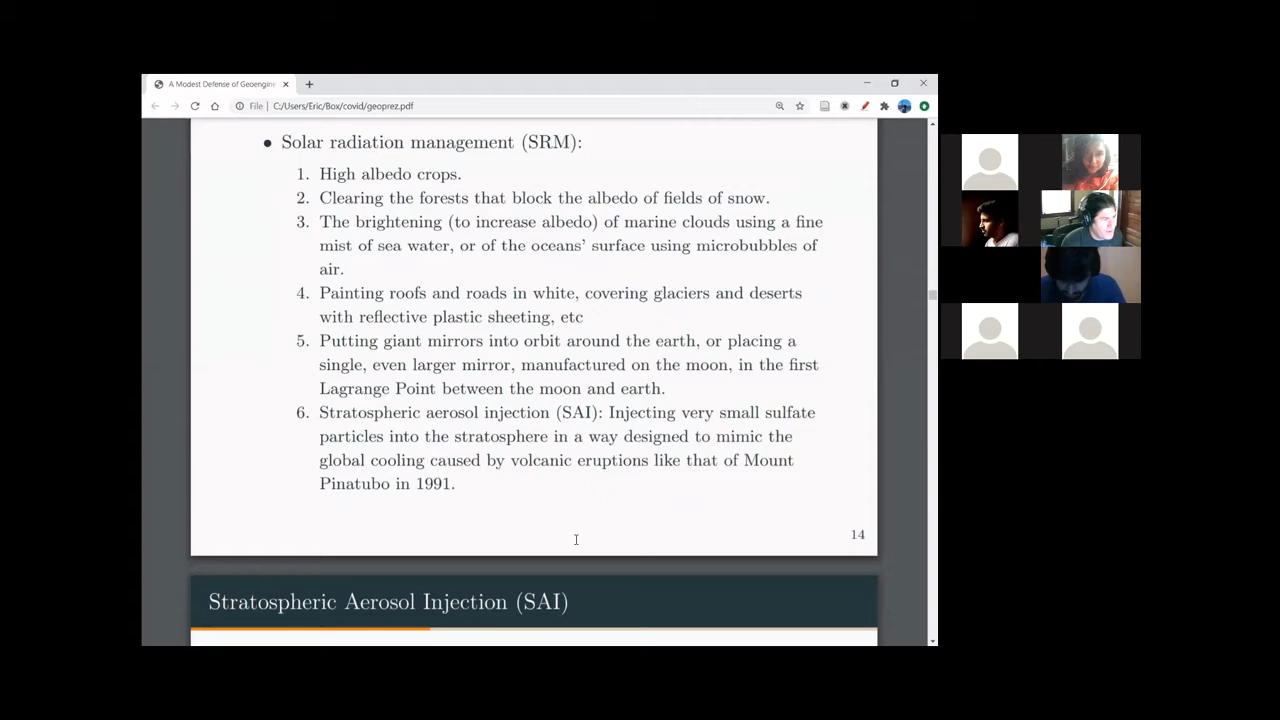 A Modest Defense of Geoengine
File | C:/Users/Eric/Box/covid/geoprez.pdf
• Solar radiation management (SRM):
1. High albedo crops.
2. Clearing the forests that block the albedo of fields of snow.
3. The brightening (to increase albedo) of marine clouds using a fine
mist of sea water, or of the oceans' surface using microbubbles of
air.
4. Painting roofs and roads in white, covering glaciers and deserts
with reflective plastic sheeting, etc
5. Putting giant mirrors into orbit around the earth, or placing a
single, even larger mirror, manufactured on the moon, in the first
Lagrange Point between the moon and earth.
6. Stratospheric aerosol injection (SAI): Injecting very small sulfate
particles into the stratosphere in a way designed to mimic the
global cooling caused by volcanic eruptions like that of Mount
Pinatubo in 1991.
14
Stratospheric Aerosol Injection (SAI)